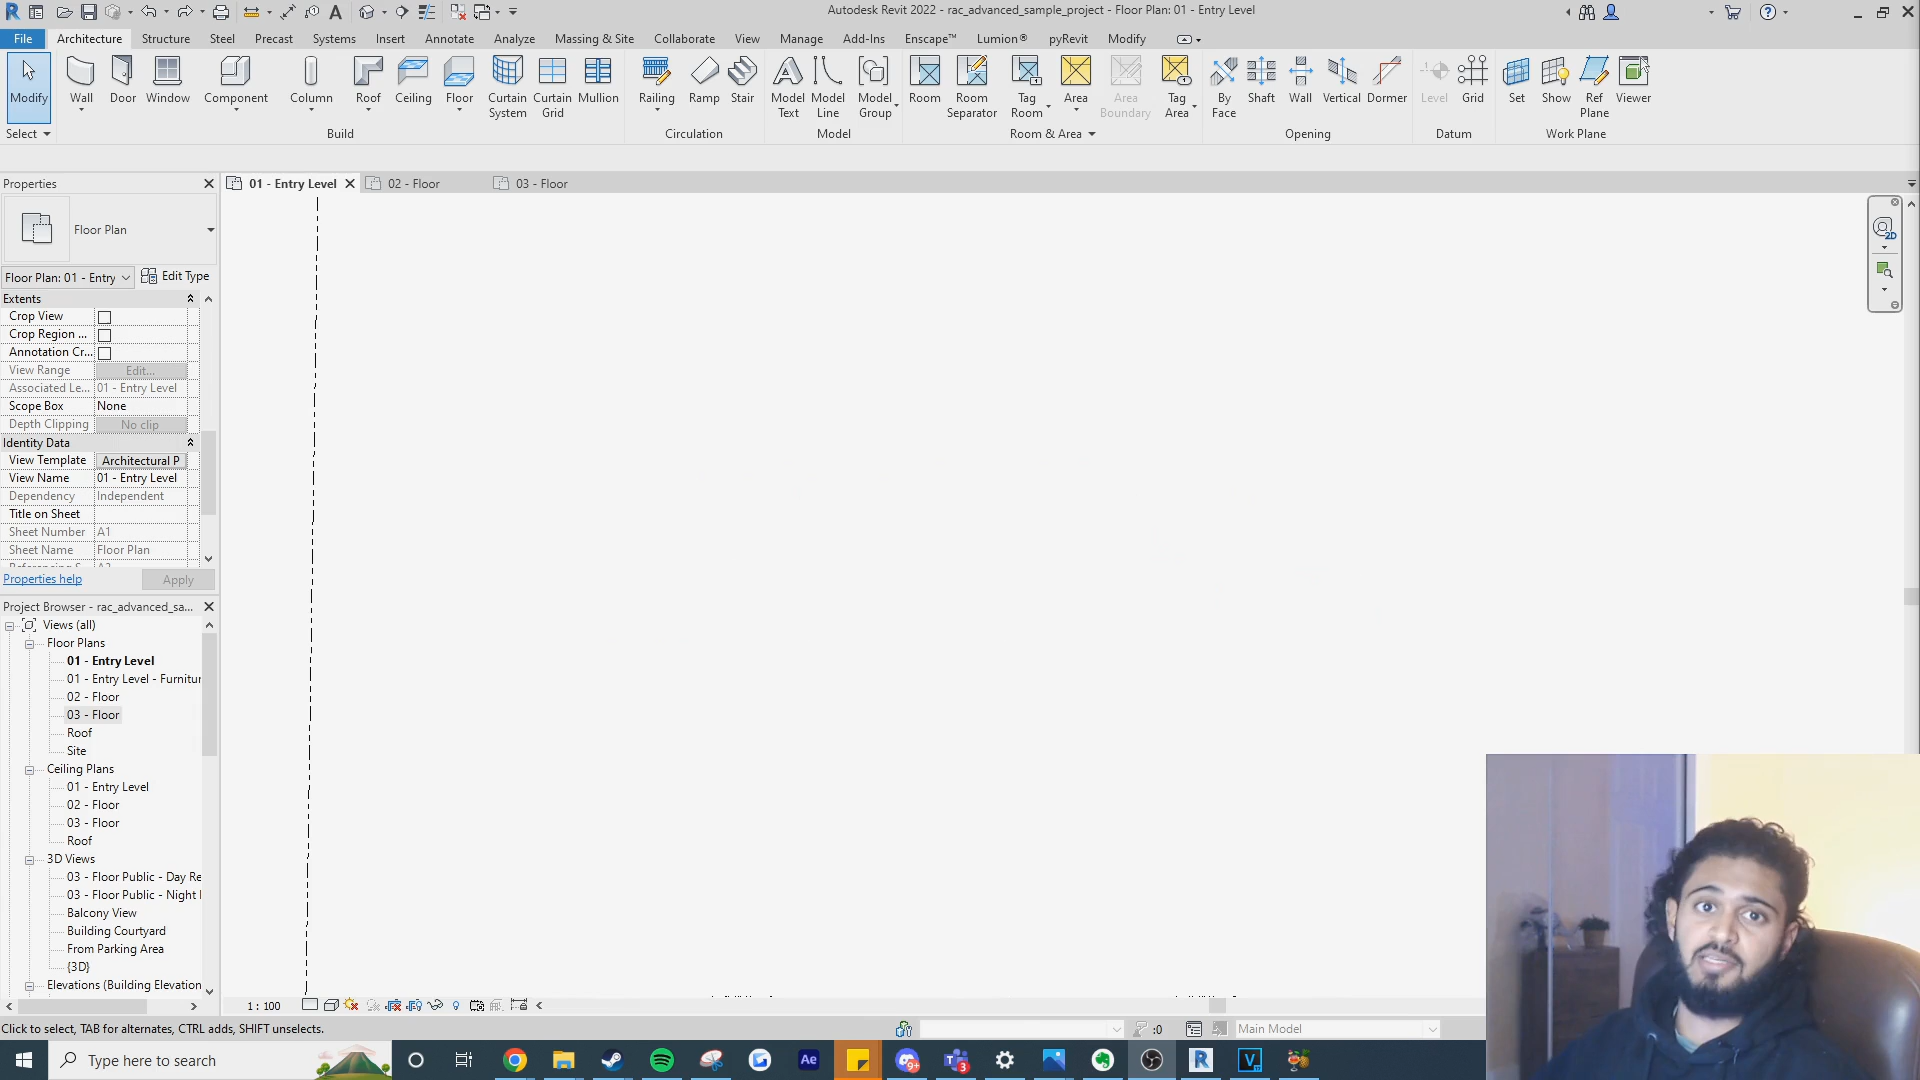 Autodesk Revit 2022 - rac_advanced_sample_project - Floor Plan: 01 - Entry Level
File Architecture Structure Steel Precast Systems Insert Annotate Analyze Massing & Site Collaborate View Manage Add-Ins Enscape™ Lumion® pyRevit Modify
Modify Wall Door Window Component Column Roof Ceiling Floor Curtain System Curtain Grid Mullion Railing Ramp Stair Model Text Model Line Model Group Room Room Separator Tag Room Area Area Boundary Tag Area By Face Shaft Wall Vertical Dormer Level Grid Set Show Ref Plane Viewer
Select Build Circulation Model Room & Area Opening Datum Work Plane
Properties
01 - Entry Level 02 - Floor 03 - Floor
Floor Plan
2D
Floor Plan: 01 - Entry Edit Type
Extents
Crop View
Crop Region ...
Annotation Cr...
View Range Edit...
Associated Le... 01 - Entry Level
Scope Box None
Depth Clipping No clip
Identity Data
View Template Architectural P
View Name 01 - Entry Level
Dependency Independent
Title on Sheet
Sheet Number A1
Sheet Name Floor Plan
Properties help Apply
Project Browser - rac_advanced_sa...
Views (all)
Floor Plans
01 - Entry Level
01 - Entry Level - Furnitur
02 - Floor
03 - Floor
Roof
Site
Ceiling Plans
01 - Entry Level
02 - Floor
03 - Floor
Roof
3D Views
03 - Floor Public - Day Re
03 - Floor Public - Night
Balcony View
Building Courtyard
From Parking Area
{3D}
Elevations (Building Elevation
1 : 100
Click to select, TAB for alternates, CTRL adds, SHIFT unselects.
:0
Main Model
Type here to search
Ae
9+
3
R
V